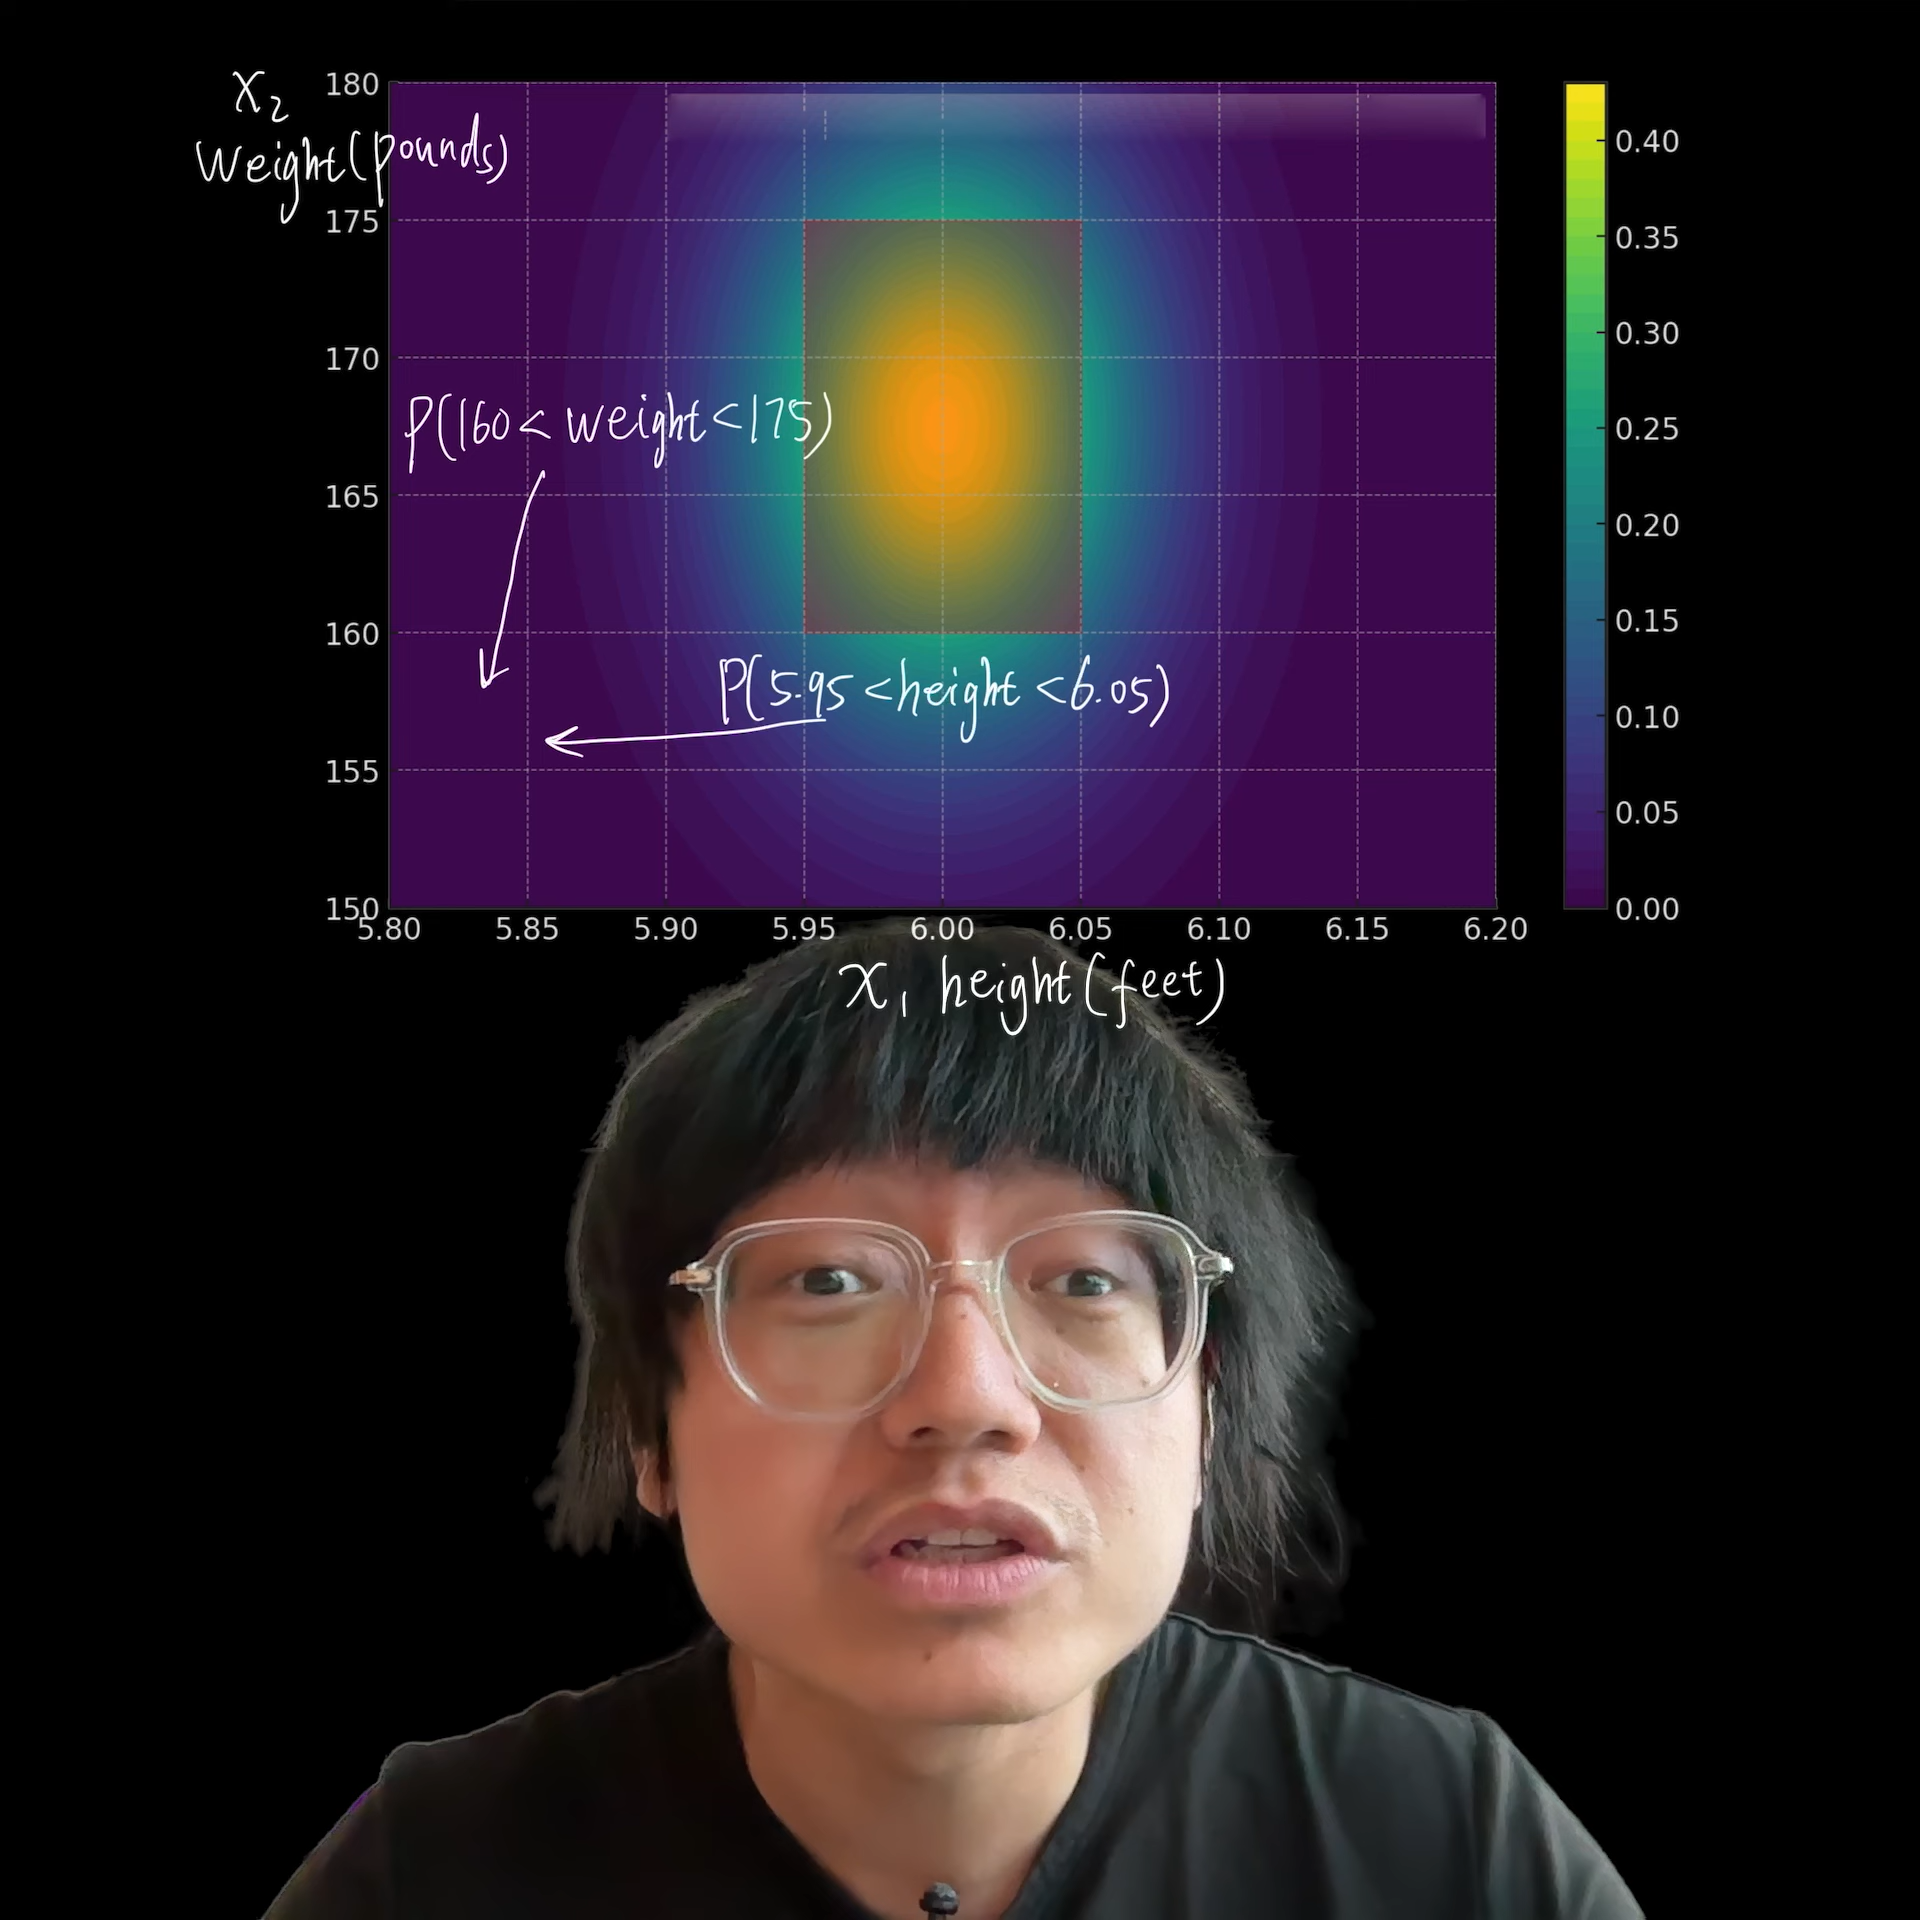 x₂
Weight(pounds)
180
175
170
165
160
155
150
P(160< weight<175)
P(5.95 <height <6.05)
5.80 5.85 5.90 5.95 6.00 6.05 6.10 6.15 6.20
x₁ height(feet)
0.40
0.35
0.30
0.25
0.20
0.15
0.10
0.05
0.00